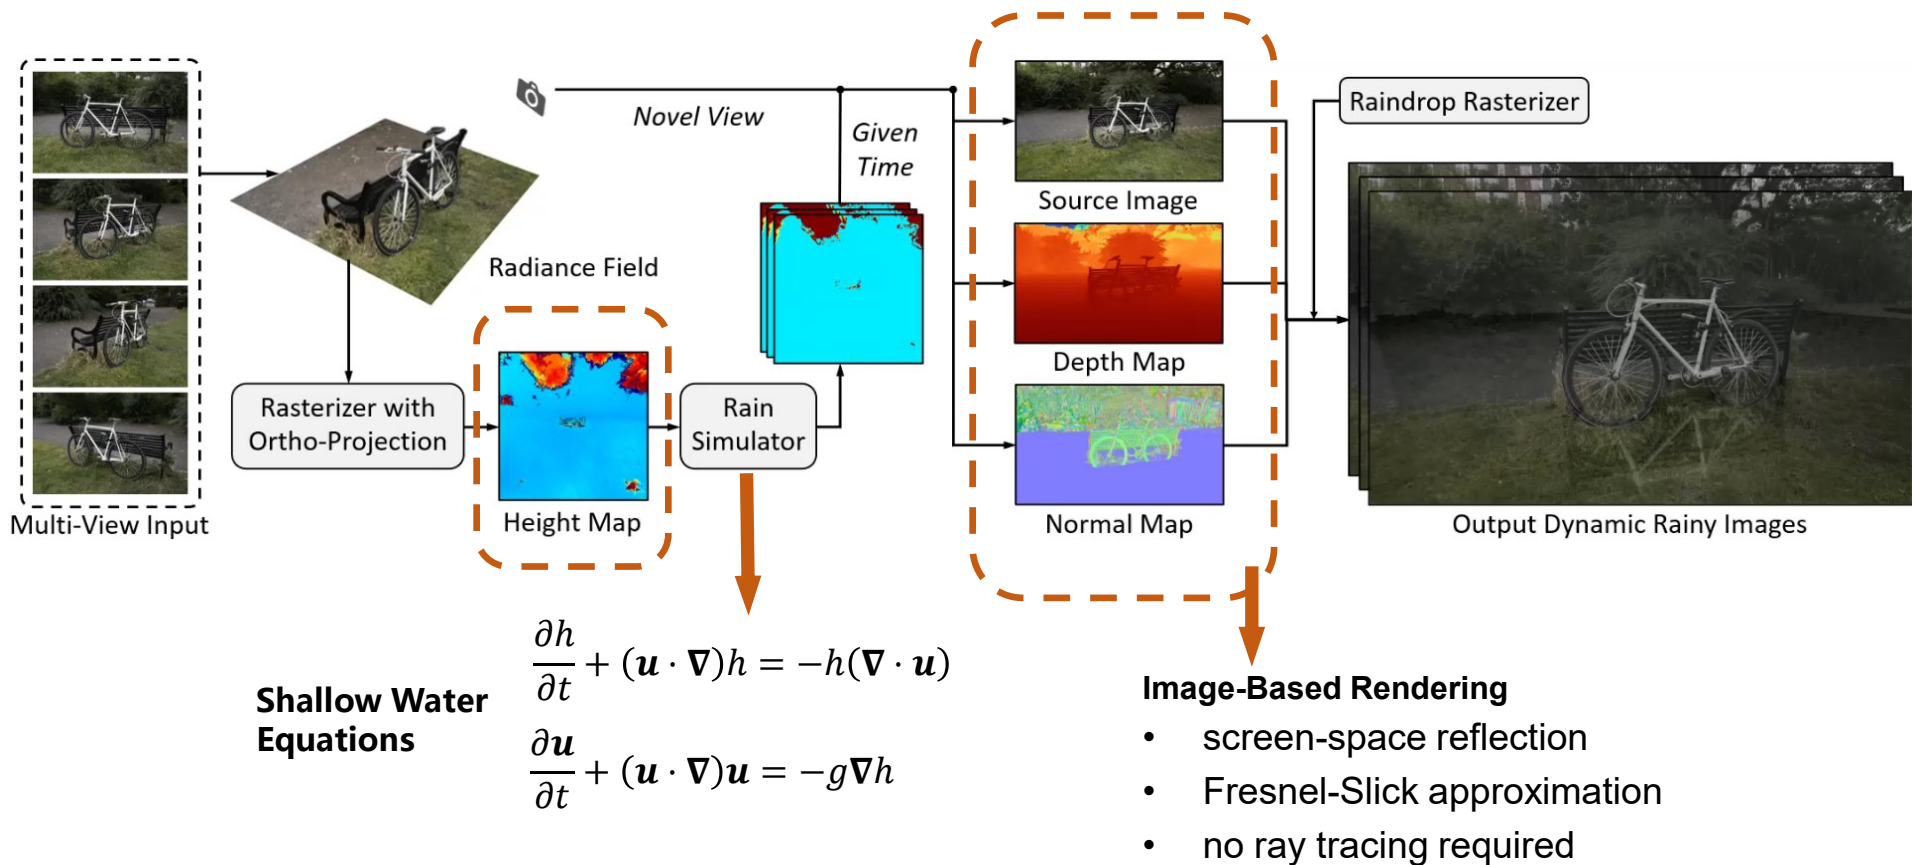 Multi-View Input
Radiance Field
Rasterizer with
Ortho-Projection
Height Map
Rain
Simulator
Novel View
Given
Time
Source Image
Depth Map
Normal Map
Raindrop Rasterizer
Output Dynamic Rainy Images
Shallow Water
Equations
∂h/∂t + (𝒖 · 𝛁)h = −h(𝛁 · 𝒖)
∂𝒖/∂t + (𝒖 · 𝛁)𝒖 = −g𝛁h
Image-Based Rendering
• screen-space reflection
• Fresnel-Slick approximation
• no ray tracing required